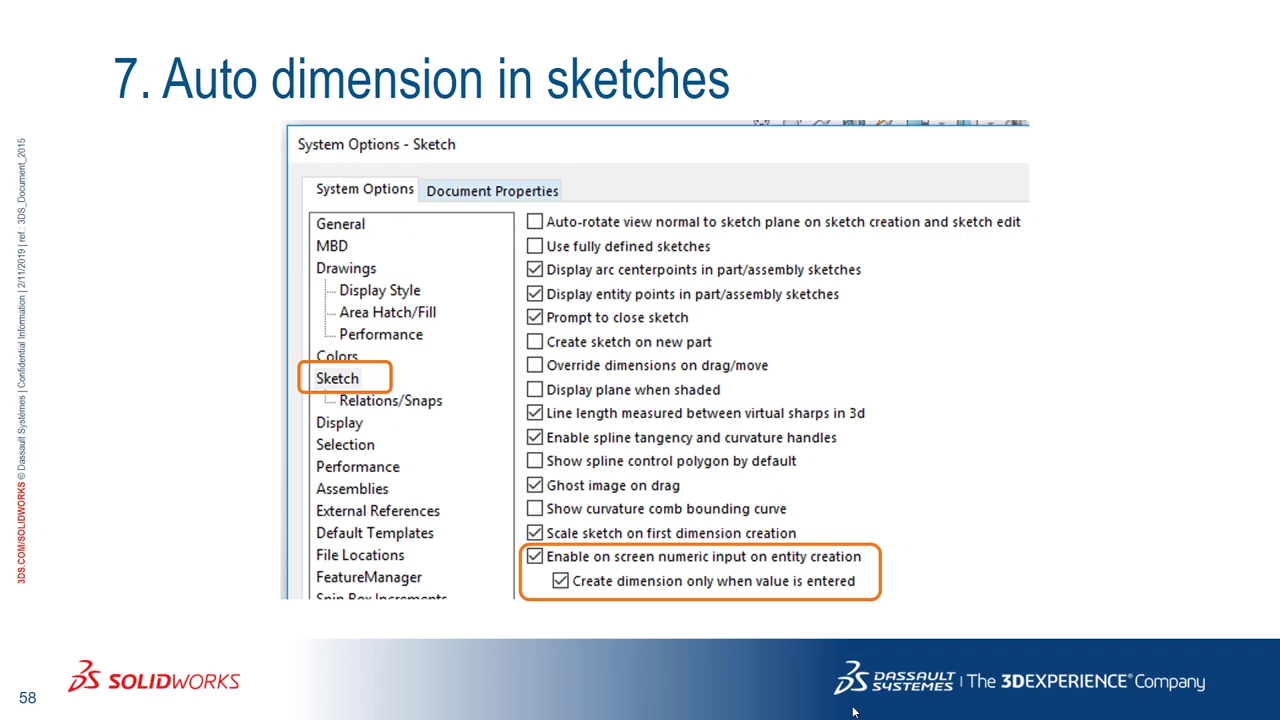 7. Auto dimension in sketches
3DS.COM/SOLIDWORKS © Dassault Systèmes | Confidential Information | 2/11/2019 | ref.: 3DS_Document_2015
System Options - Sketch
System Options
Document Properties
General
MBD
Drawings
Display Style
Area Hatch/Fill
Performance
Colors
Sketch
Relations/Snaps
Display
Selection
Performance
Assemblies
External References
Default Templates
File Locations
FeatureManager
Spin Box Increments
Auto-rotate view normal to sketch plane on sketch creation and sketch edit
Use fully defined sketches
Display arc centerpoints in part/assembly sketches
Display entity points in part/assembly sketches
Prompt to close sketch
Create sketch on new part
Override dimensions on drag/move
Display plane when shaded
Line length measured between virtual sharps in 3d
Enable spline tangency and curvature handles
Show spline control polygon by default
Ghost image on drag
Show curvature comb bounding curve
Scale sketch on first dimension creation
Enable on screen numeric input on entity creation
Create dimension only when value is entered
58
SOLIDWORKS
DASSAULT SYSTEMES | The 3DEXPERIENCE® Company